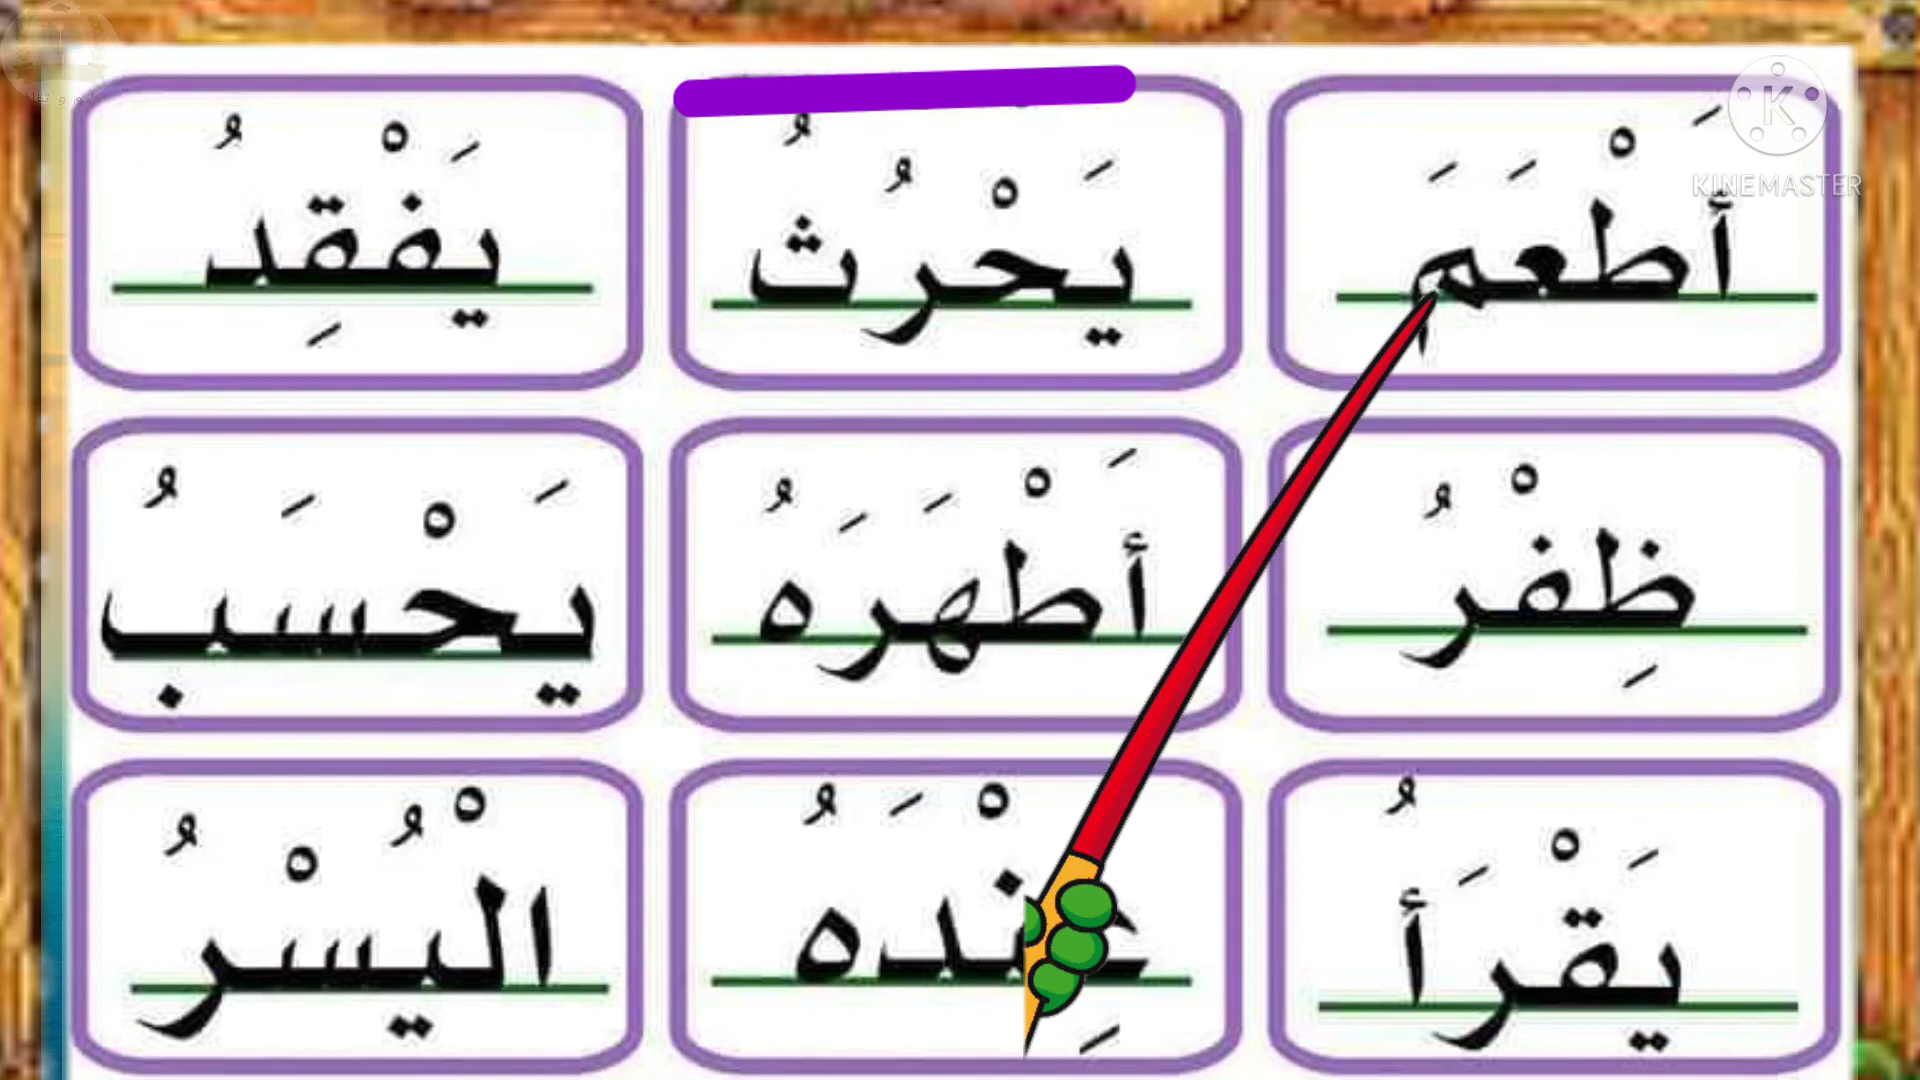 أَطْعَمَ يَحْرُثُ يَفْقِدُ
ظِفْرُ أَطْهَرَهُ يَحْسَبُ
يَقْرَأُ عِنْدَهُ الْيُسْرُ
KINEMASTER